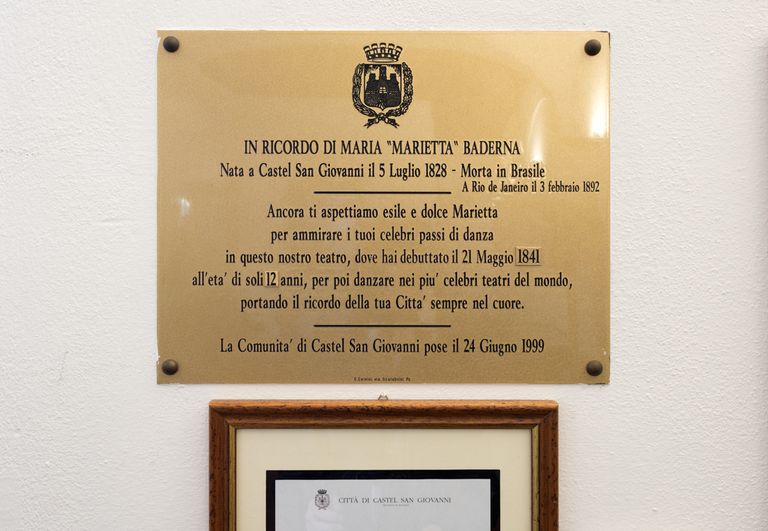 IN RICORDO DI MARIA "MARIETTA" BADERNA
Nata a Castel San Giovanni il 5 Luglio 1828 - Morta in Brasile
A Rio de Janeiro il 3 febbraio 1892
Ancora ti aspettiamo esile e dolce Marietta
per ammirare i tuoi celebri passi di danza
in questo nostro teatro, dove hai debuttato il 21 Maggio 1841
all'eta' di soli 12 anni, per poi danzare nei piu' celebri teatri del mondo,
portando il ricordo della tua Citta' sempre nel cuore.
La Comunita' di Castel San Giovanni pose il 24 Giugno 1999
CITTÀ DI CASTEL SAN GIOVANNI